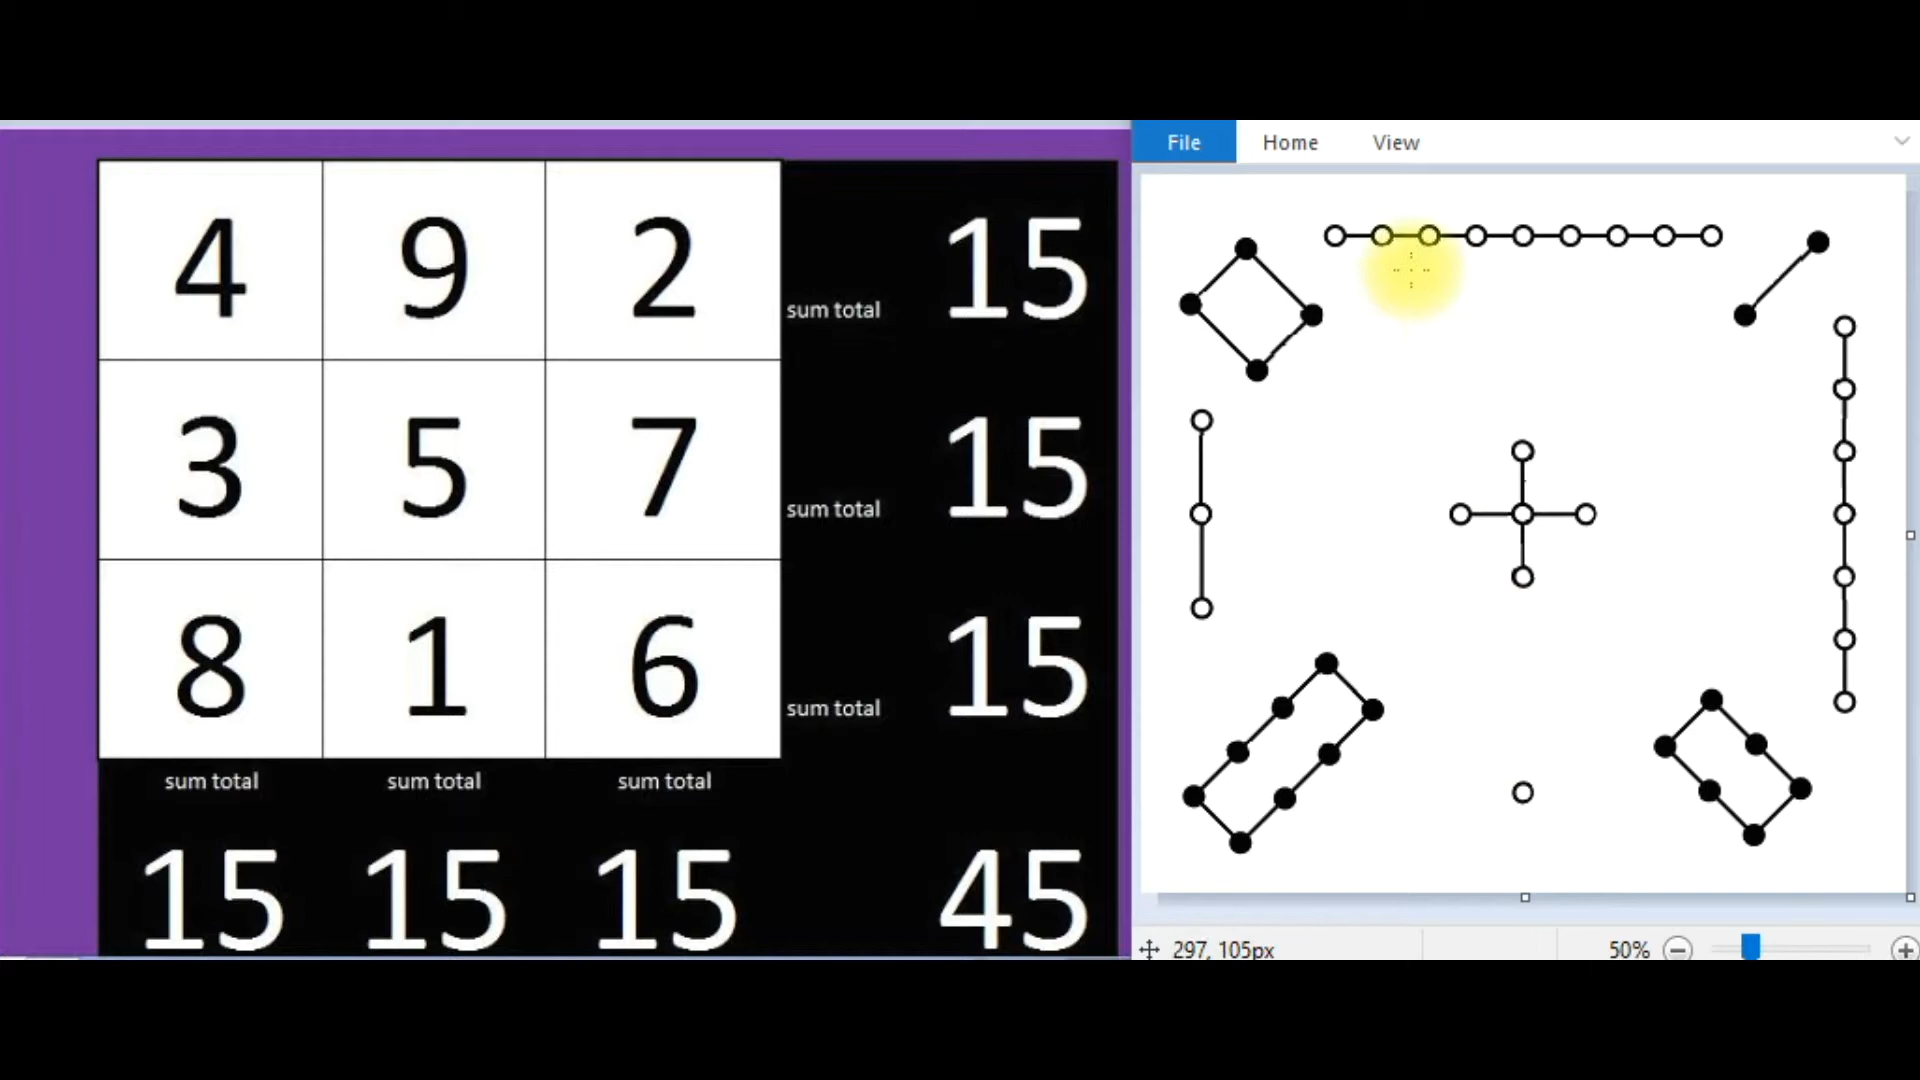 File Home View
4 9 2 sum total 15
3 5 7 sum total 15
8 1 6 sum total 15
sum total sum total sum total
15 15 15 45
297, 105px 50%